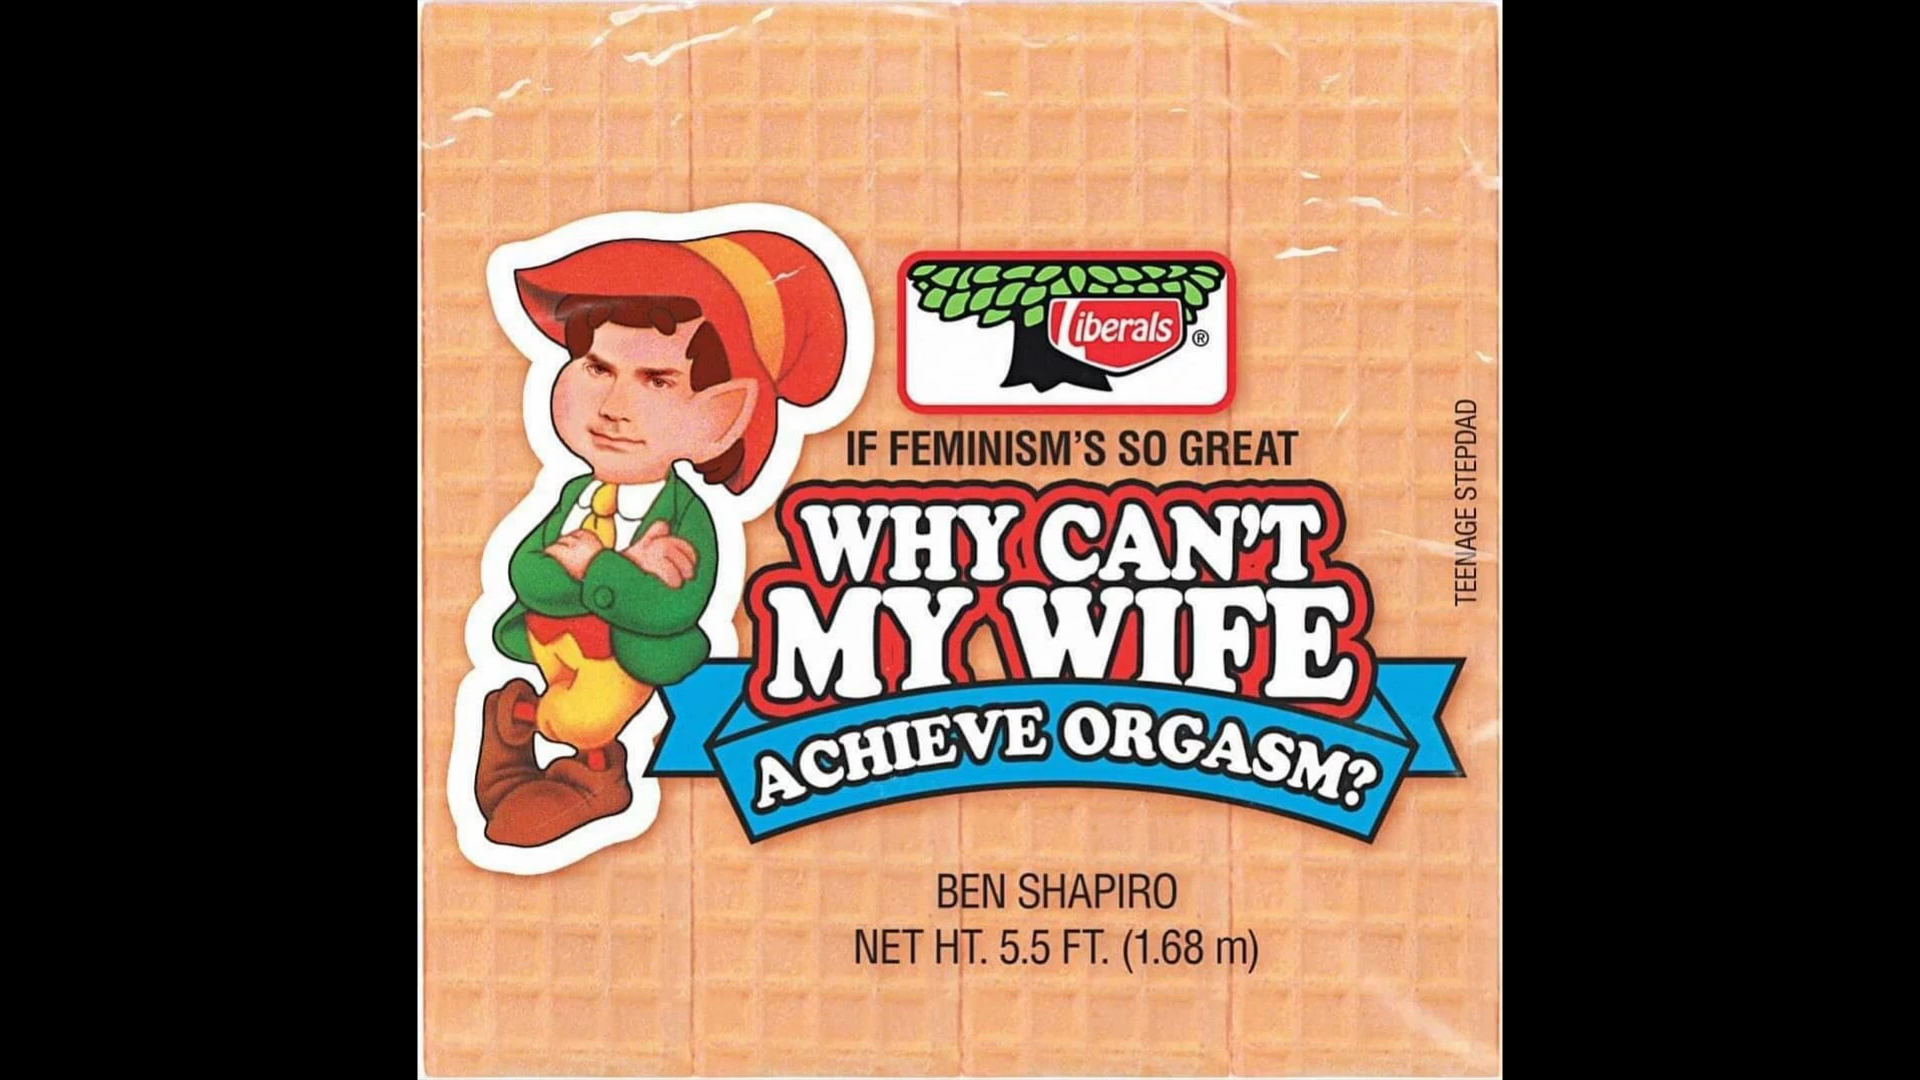 Liberals ®
IF FEMINISM'S SO GREAT
WHY CAN'T
MY WIFE
ACHIEVE ORGASM?
BEN SHAPIRO
NET HT. 5.5 FT. (1.68 m)
TEENAGE STEPDAD